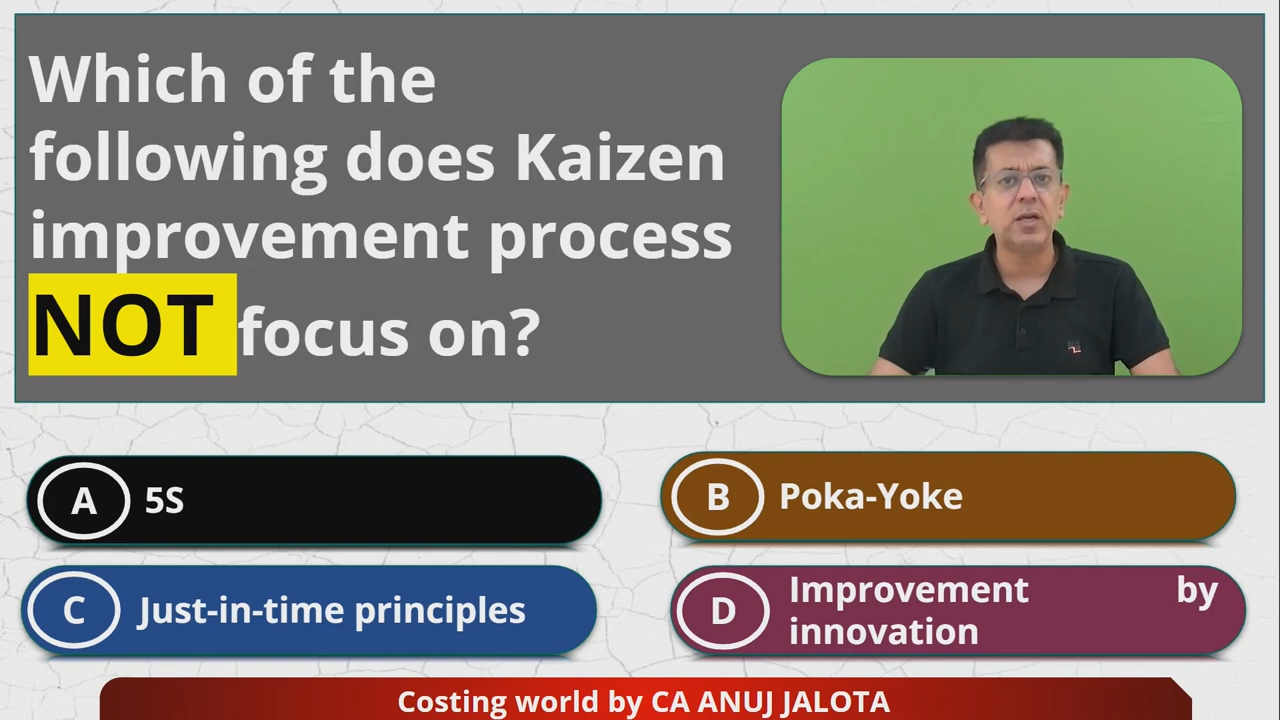 Which of the
following does Kaizen
improvement process
NOT focus on?
A 5S
B Poka-Yoke
C Just-in-time principles
D Improvement by
innovation
Costing world by CA ANUJ JALOTA